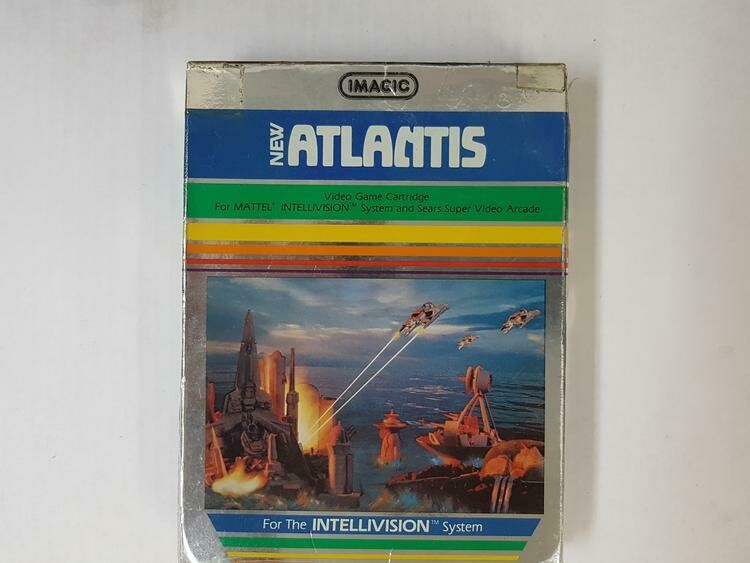 IMAGIC
NEW ATLANTIS
Video Game Cartridge
For MATTEL® INTELLIVISION™ System and Sears Super Video Arcade
For The INTELLIVISION™ System